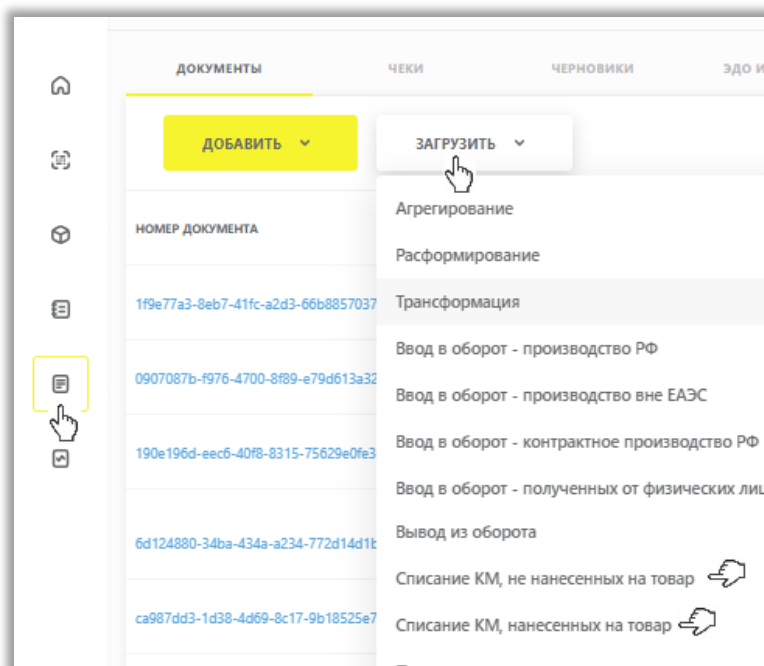 ДОКУМЕНТЫ ЧЕКИ ЧЕРНОВИКИ ЭДО И
ДОБАВИТЬ ЗАГРУЗИТЬ
НОМЕР ДОКУМЕНТА
Агрегирование
Расформирование
1f9e77a3-8eb7-41fc-a2d3-66b8857037
Трансформация
Ввод в оборот - производство РФ
0907087b-f976-4700-8f89-e79d613a32
Ввод в оборот - производство вне ЕАЭС
190e196d-eec6-40f8-8315-75629e0fe3
Ввод в оборот - контрактное производство РФ
Ввод в оборот - полученных от физических лиц
6d124880-34ba-434a-a234-772d14d1b
Вывод из оборота
Списание КМ, не нанесенных на товар
ca987dd3-1d38-4d69-8c17-9b18525e7
Списание КМ, нанесенных на товар